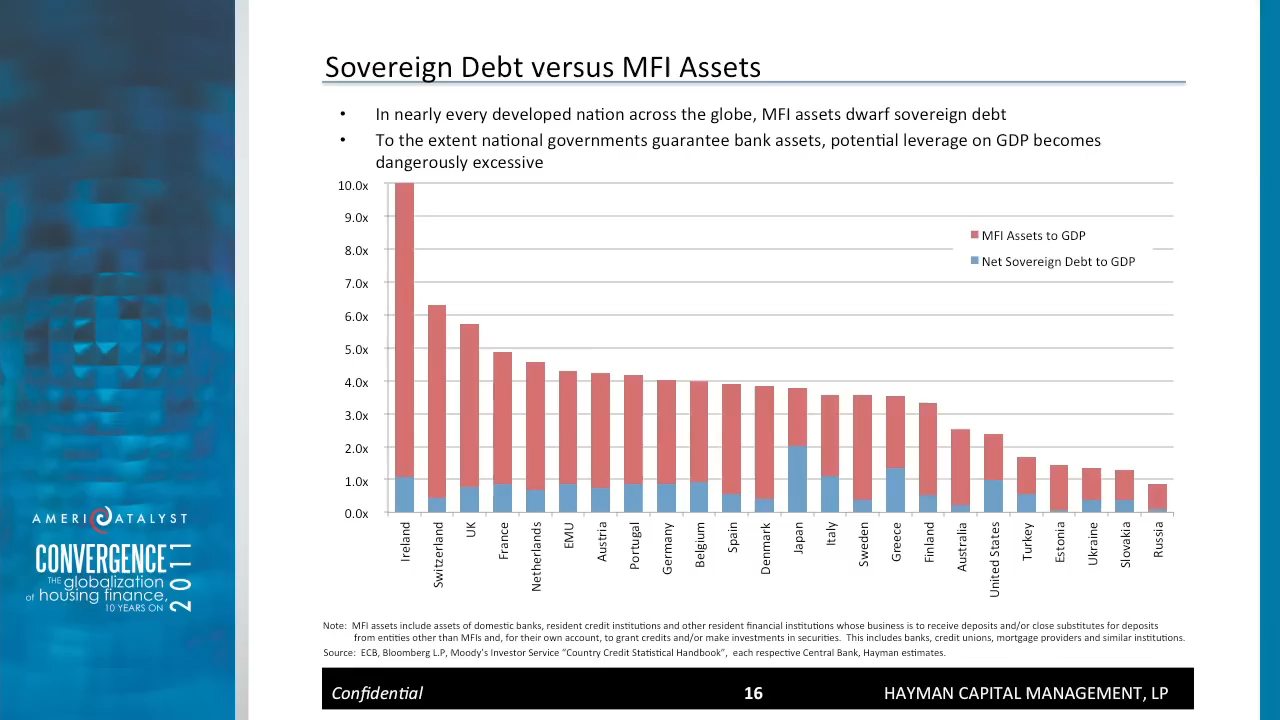 Sovereign Debt versus MFI Assets
• In nearly every developed nation across the globe, MFI assets dwarf sovereign debt
• To the extent national governments guarantee bank assets, potential leverage on GDP becomes
dangerously excessive
10.0x
9.0x
8.0x
7.0x
6.0x
5.0x
4.0x
3.0x
2.0x
1.0x
0.0x
MFI Assets to GDP
Net Sovereign Debt to GDP
Ireland
Switzerland
UK
France
Netherlands
EMU
Austria
Portugal
Germany
Belgium
Spain
Denmark
Japan
Italy
Sweden
Greece
Finland
Australia
United States
Turkey
Estonia
Ukraine
Slovakia
Russia
Note: MFI assets include assets of domestic banks, resident credit institutions and other resident financial institutions whose business is to receive deposits and/or close substitutes for deposits
from entities other than MFIs and, for their own account, to grant credits and/or make investments in securities. This includes banks, credit unions, mortgage providers and similar institutions.
Source: ECB, Bloomberg L.P, Moody's Investor Service "Country Credit Statistical Handbook", each respective Central Bank, Hayman estimates.
Confidential
16
HAYMAN CAPITAL MANAGEMENT, LP
AMERI CATALYST
CONVERGENCE
THE globalization
of housing finance,
10 YEARS ON
2011